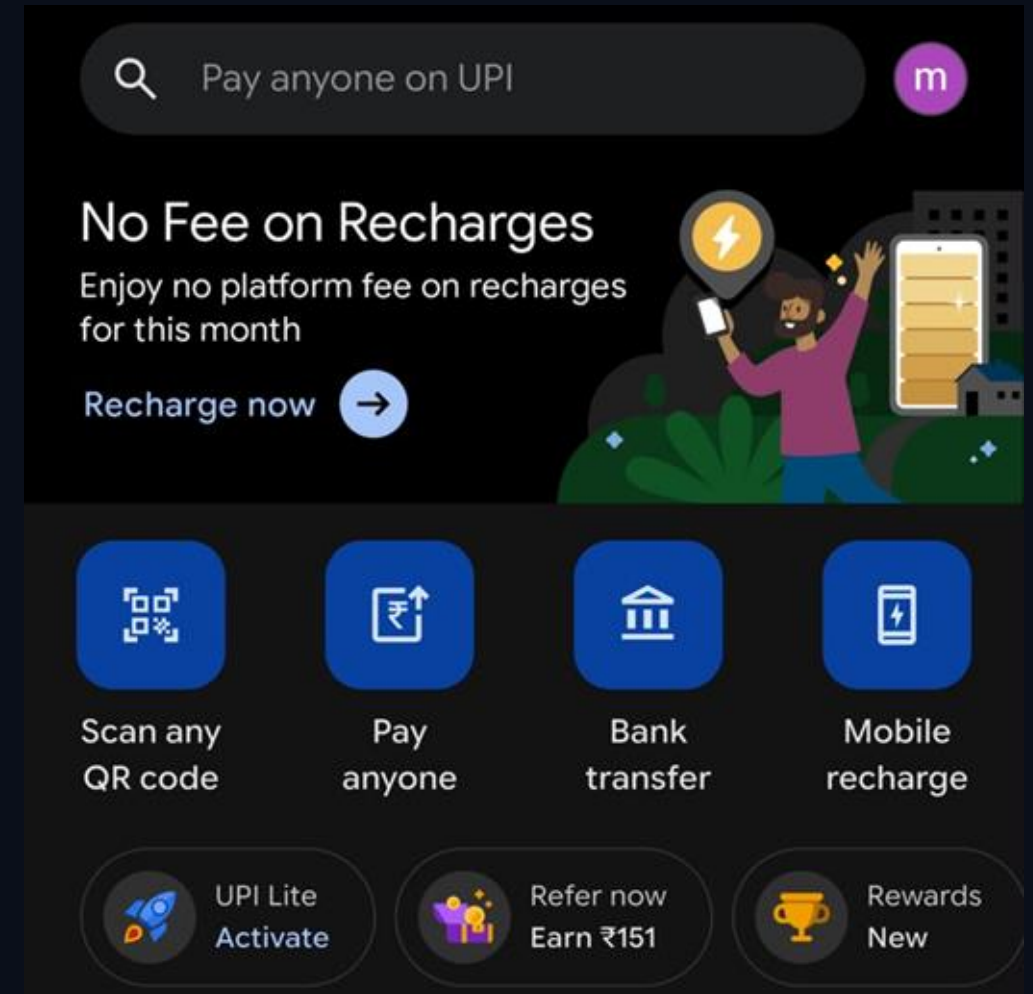 Pay anyone on UPI
m
No Fee on Recharges
Enjoy no platform fee on recharges
for this month
Recharge now
Scan any
QR code
Pay
anyone
Bank
transfer
Mobile
recharge
UPI Lite
Activate
Refer now
Earn ₹151
Rewards
New